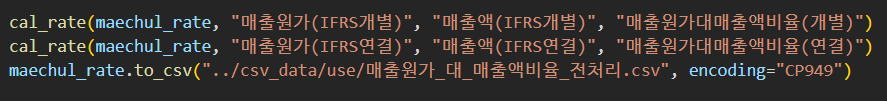 cal_rate(maechul_rate, "매출원가(IFRS개별)", "매출액(IFRS개별)", "매출원가대매출액비율(개별)")
cal_rate(maechul_rate, "매출원가(IFRS연결)", "매출액(IFRS연결)", "매출원가대매출액비율(연결)")
maechul_rate.to_csv("../csv_data/use/매출원가_대_매출액비율_전처리.csv", encoding="CP949")